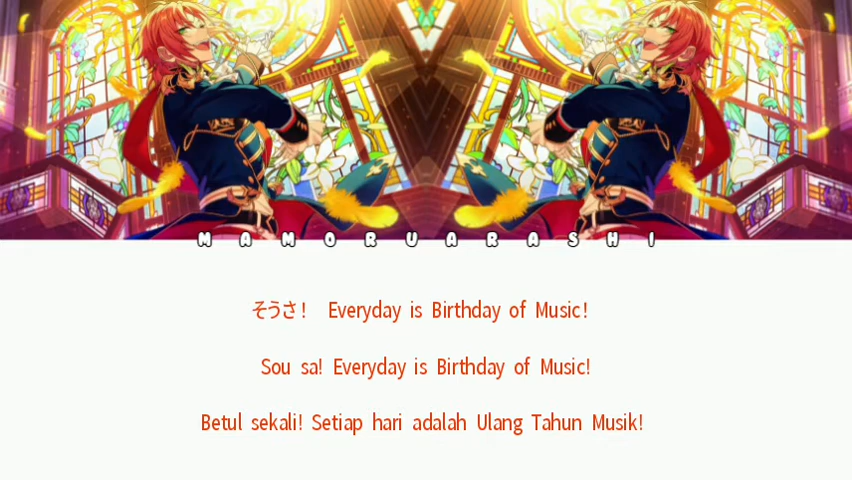 MAMORUARASHI
そうさ！ Everyday is Birthday of Music!
Sou sa! Everyday is Birthday of Music!
Betul sekali! Setiap hari adalah Ulang Tahun Musik!